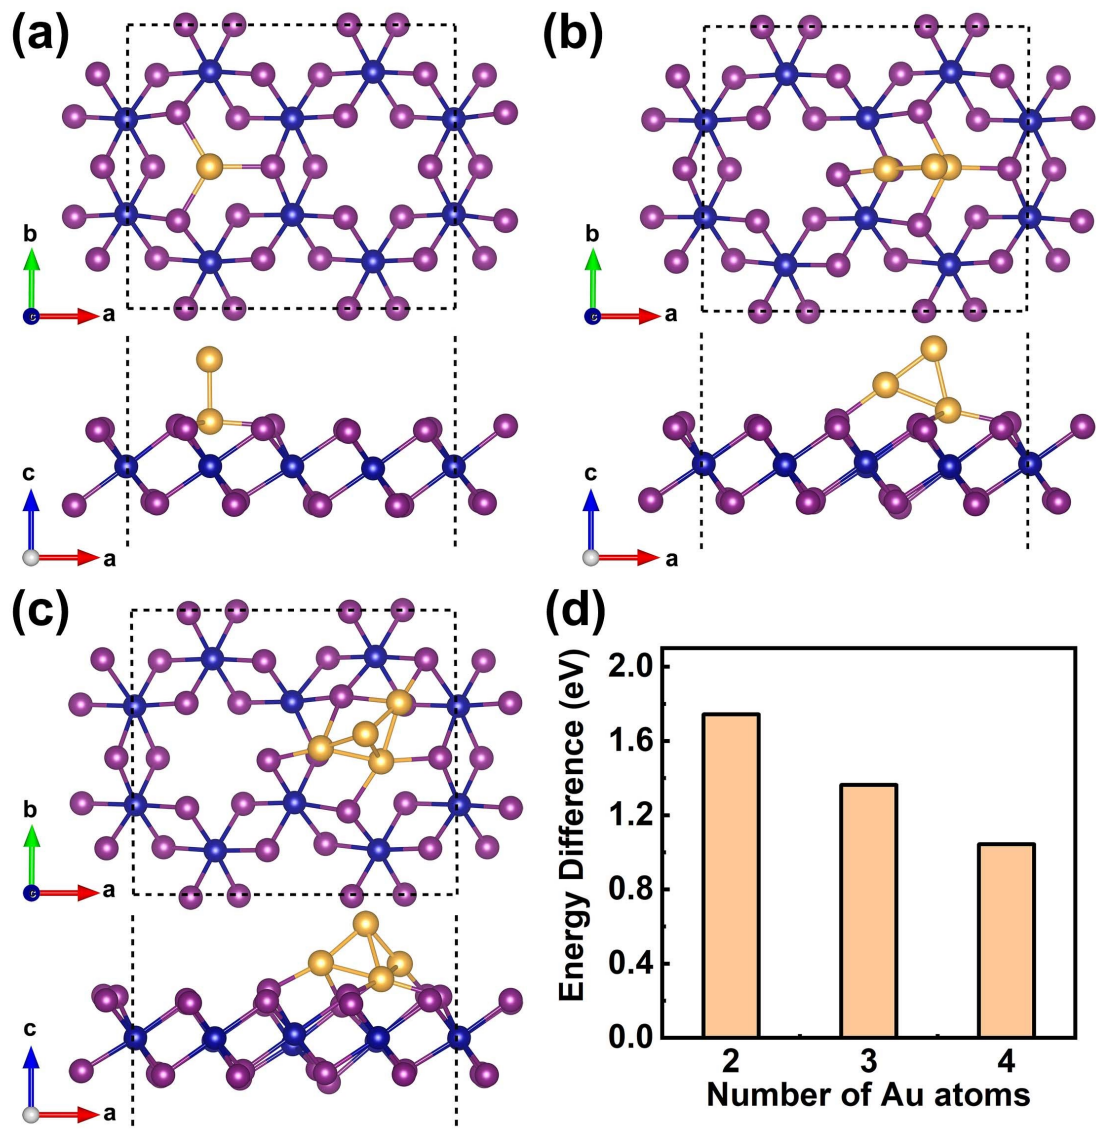 (a)
b
c
a
c
a
(b)
b
c
a
c
a
(c)
b
c
a
c
a
(d)
Energy Difference (eV)
2.0
1.6
1.2
0.8
0.4
0.0
2 3 4
Number of Au atoms